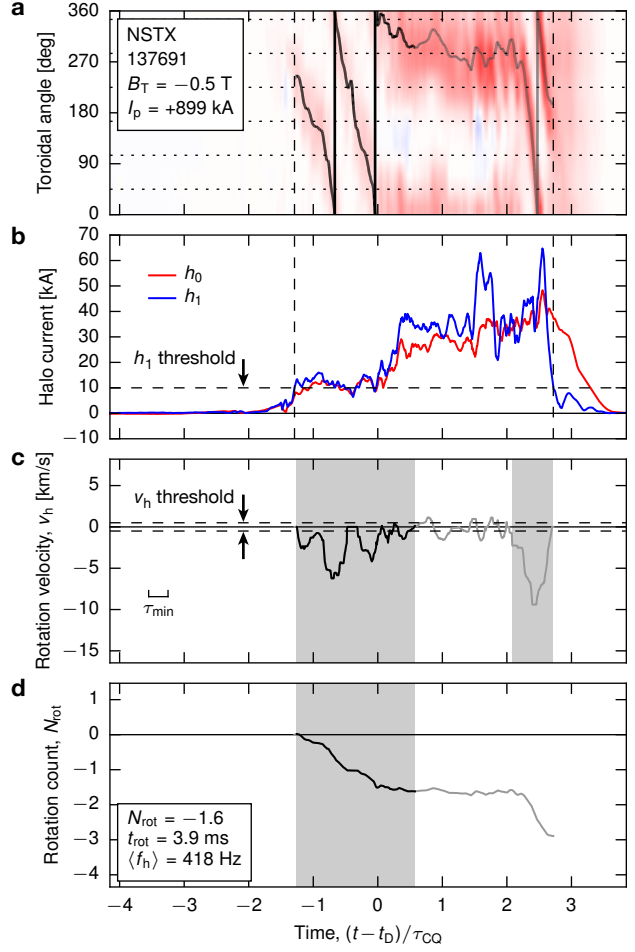 a
360
270
180
90
0
Toroidal angle [deg]
NSTX
137691
B_T = −0.5 T
I_p = +899 kA
b
70
60
50
40
30
20
10
0
−10
Halo current [kA]
h_0
h_1
h_1 threshold
c
5
0
−5
−10
−15
Rotation velocity, v_h [km/s]
v_h threshold
τ_min
d
1
0
−1
−2
−3
−4
Rotation count, N_rot
N_rot = −1.6
t_rot = 3.9 ms
⟨f_h⟩ = 418 Hz
−4 −3 −2 −1 0 1 2 3
Time, (t − t_D)/τ_CQ